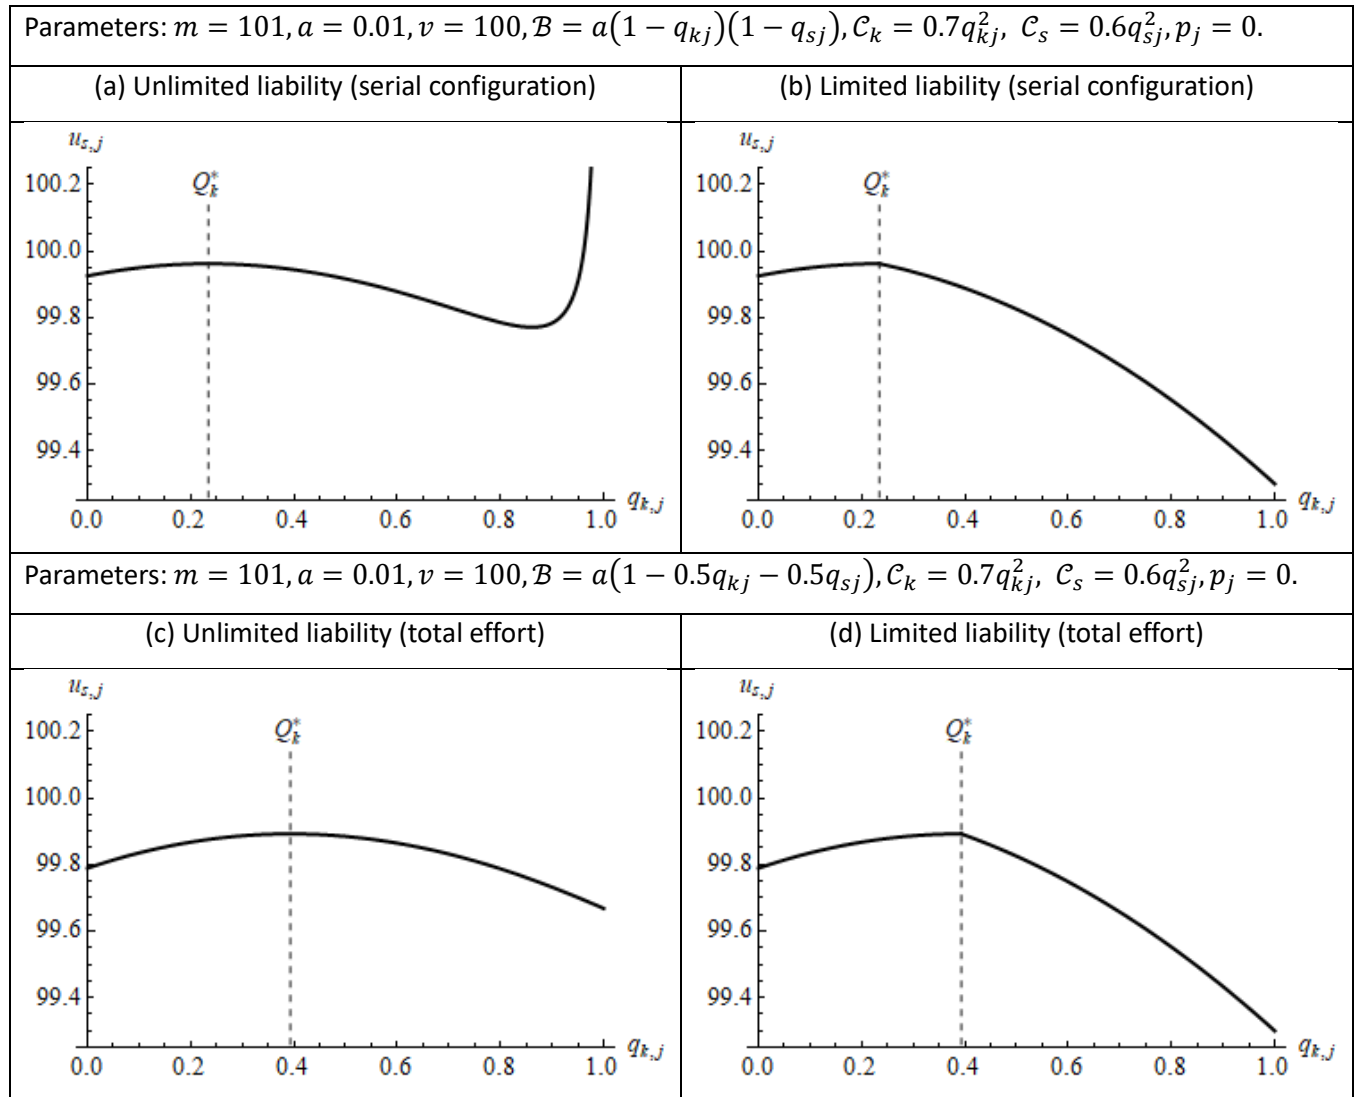 Parameters: m = 101, a = 0.01, v = 100, ℬ = a(1 − q_{kj})(1 − q_{sj}), 𝒞_k = 0.7q_{kj}^2, 𝒞_s = 0.6q_{sj}^2, p_j = 0.
(a) Unlimited liability (serial configuration)
(b) Limited liability (serial configuration)
u_{s,j}
Q_k^*
100.2
100.0
99.8
99.6
99.4
0.0 0.2 0.4 0.6 0.8 1.0 q_{k,j}
u_{s,j}
Q_k^*
100.2
100.0
99.8
99.6
99.4
0.0 0.2 0.4 0.6 0.8 1.0 q_{k,j}
Parameters: m = 101, a = 0.01, v = 100, ℬ = a(1 − 0.5q_{kj} − 0.5q_{sj}), 𝒞_k = 0.7q_{kj}^2, 𝒞_s = 0.6q_{sj}^2, p_j = 0.
(c) Unlimited liability (total effort)
(d) Limited liability (total effort)
u_{s,j}
Q_k^*
100.2
100.0
99.8
99.6
99.4
0.0 0.2 0.4 0.6 0.8 1.0 q_{k,j}
u_{s,j}
Q_k^*
100.2
100.0
99.8
99.6
99.4
0.0 0.2 0.4 0.6 0.8 1.0 q_{k,j}